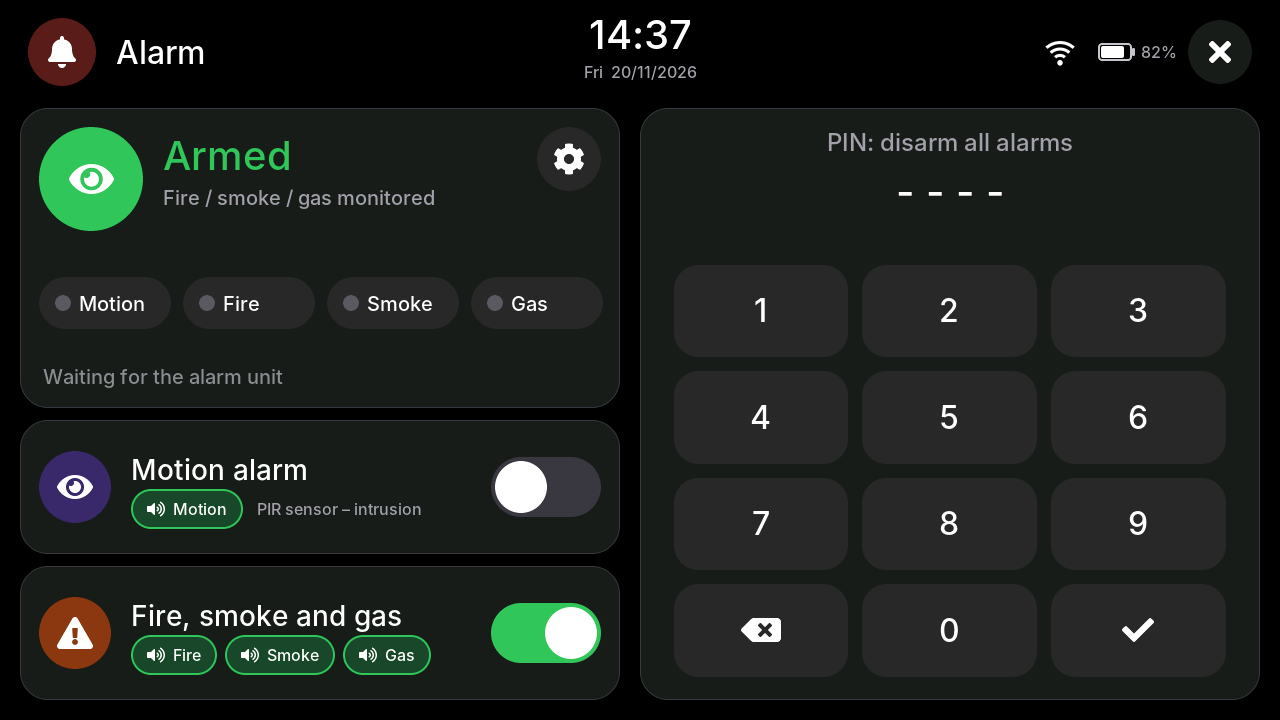 Alarm
14:37
Fri 20/11/2026
82%
Armed
Fire / smoke / gas monitored
Motion
Fire
Smoke
Gas
Waiting for the alarm unit
Motion alarm
Motion
PIR sensor – intrusion
Fire, smoke and gas
Fire
Smoke
Gas
PIN: disarm all alarms
- - - -
1 2 3
4 5 6
7 8 9
0